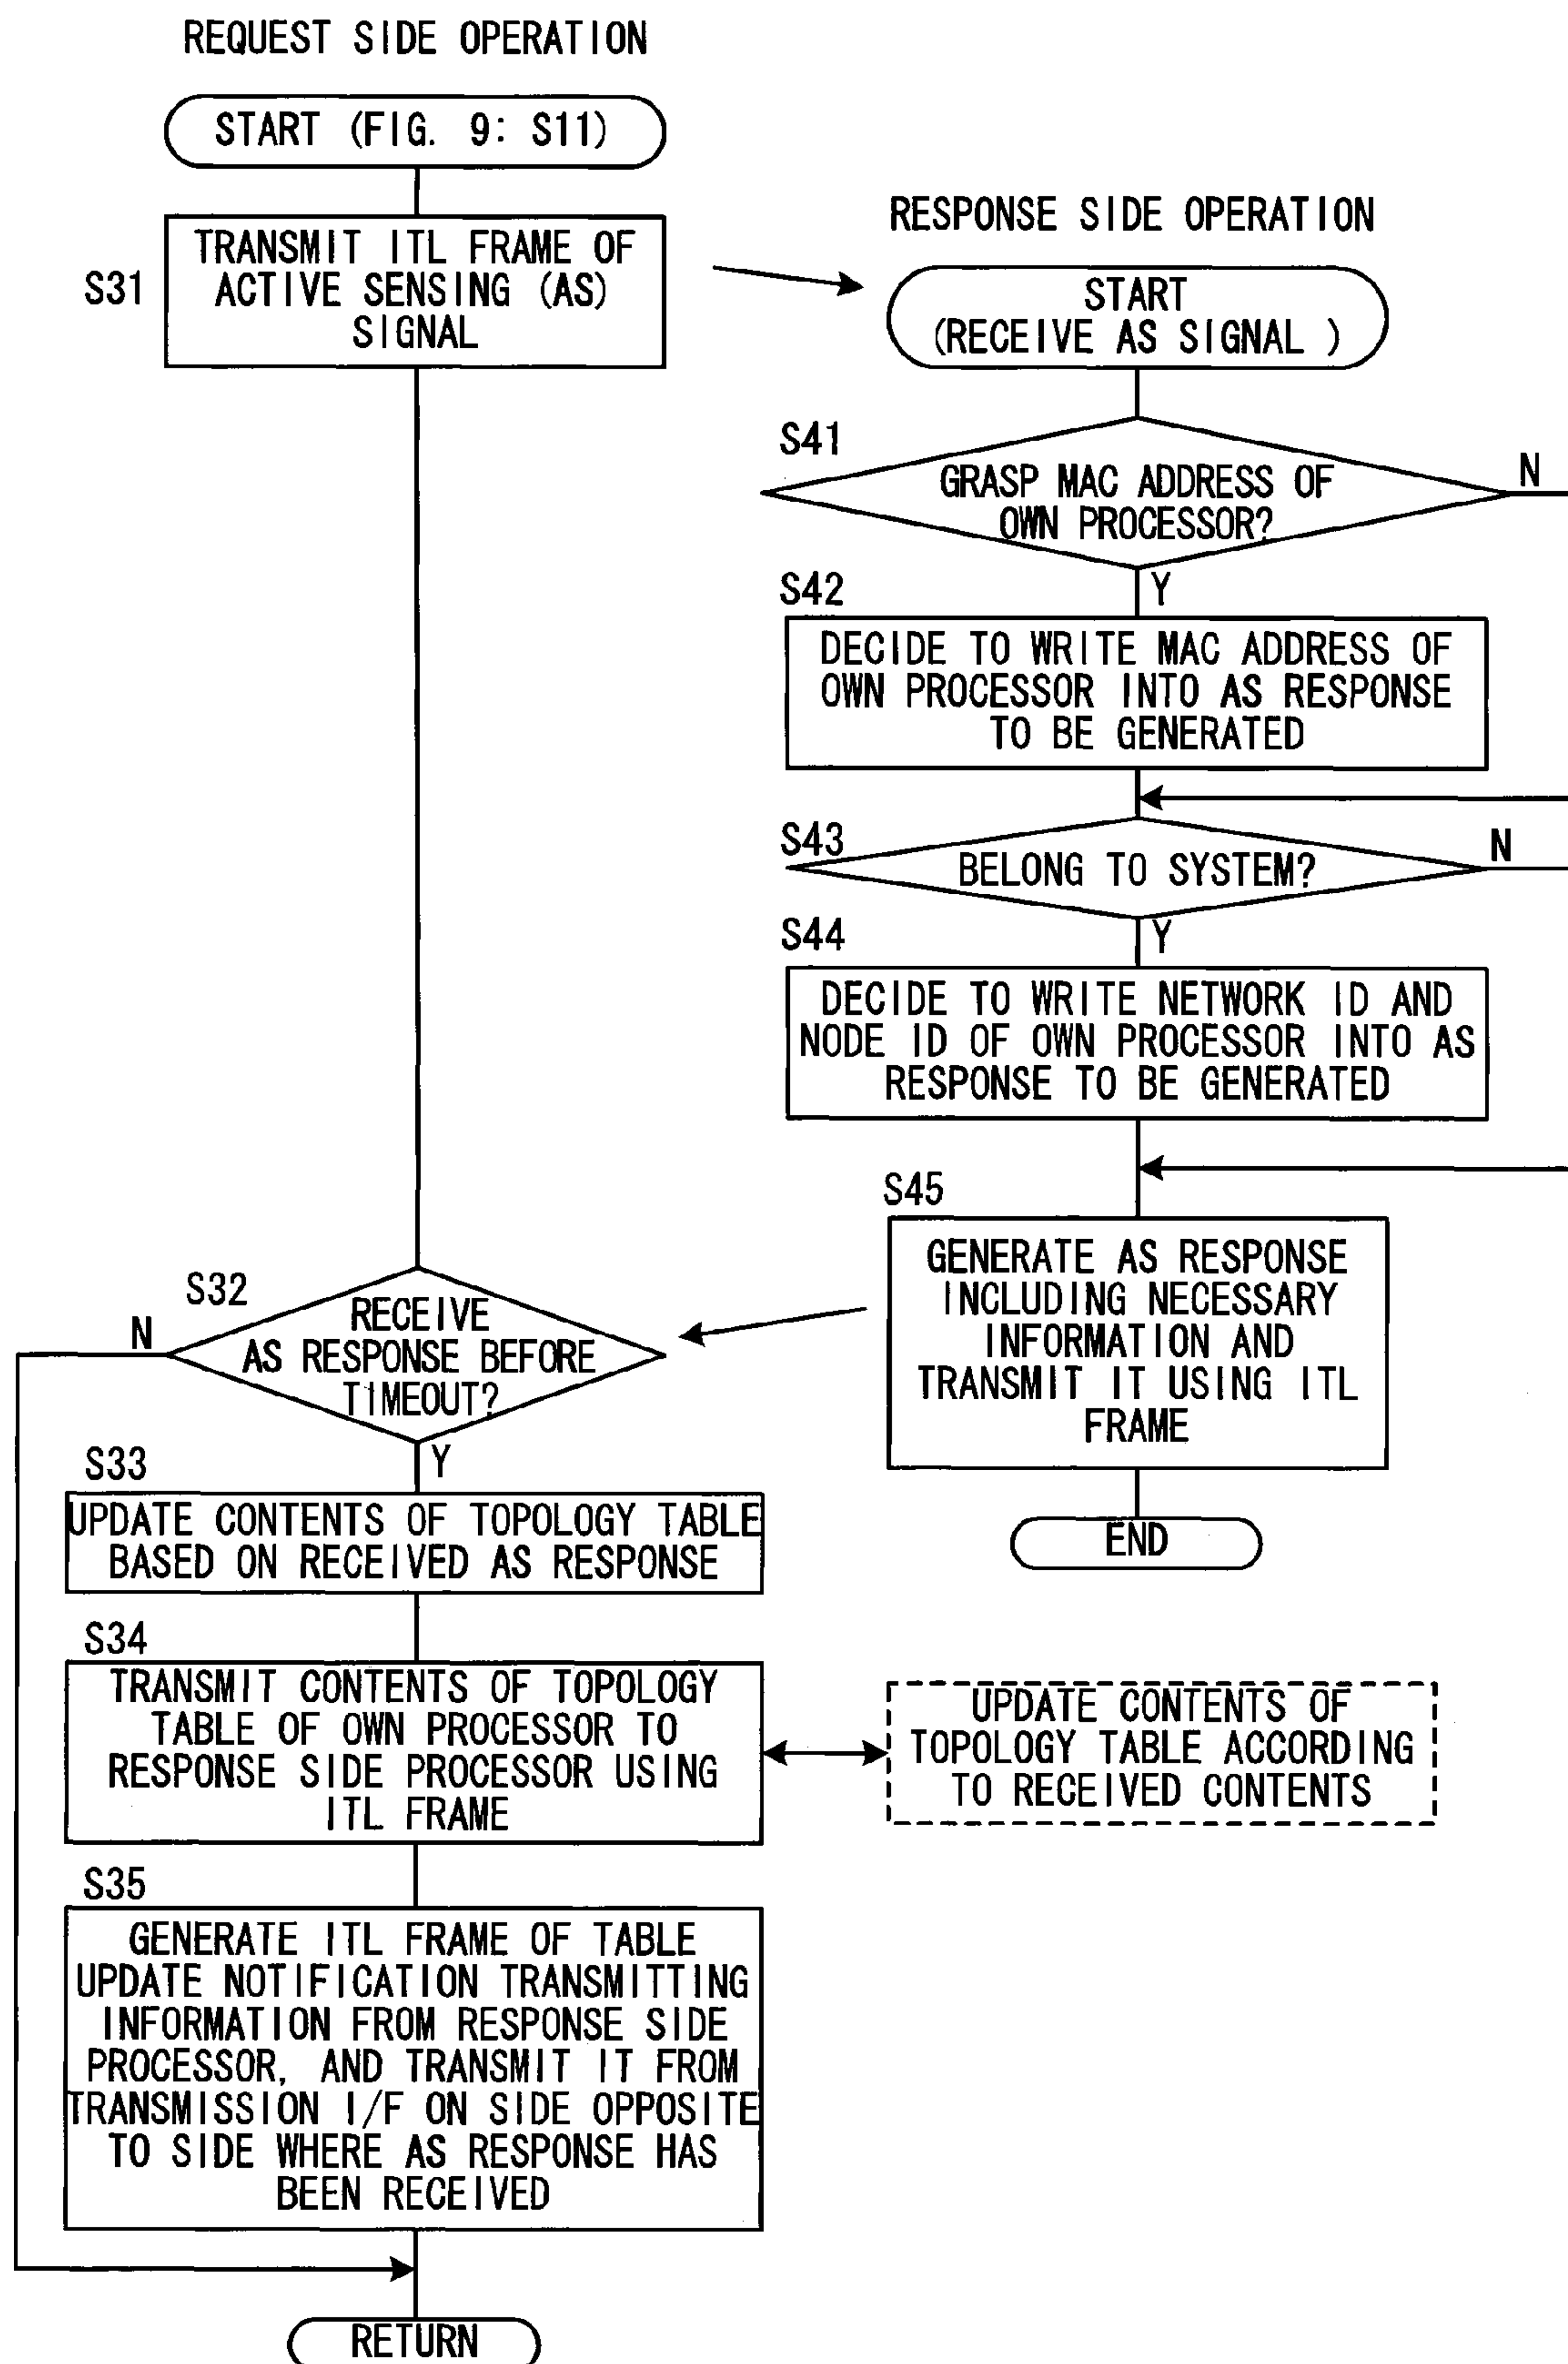 REQUEST SIDE OPERATION
START (FIG. 9: S11)
S31
TRANSMIT ITL FRAME OF
ACTIVE SENSING (AS)
SIGNAL
RESPONSE SIDE OPERATION
START
(RECEIVE AS SIGNAL )
S41
GRASP MAC ADDRESS OF
OWN PROCESSOR?
N
Y
S42
DECIDE TO WRITE MAC ADDRESS OF
OWN PROCESSOR INTO AS RESPONSE
TO BE GENERATED
S43
BELONG TO SYSTEM?
N
Y
S44
DECIDE TO WRITE NETWORK ID AND
NODE ID OF OWN PROCESSOR INTO AS
RESPONSE TO BE GENERATED
S45
GENERATE AS RESPONSE
INCLUDING NECESSARY
INFORMATION AND
TRANSMIT IT USING ITL
FRAME
END
S32
RECEIVE
AS RESPONSE BEFORE
TIMEOUT?
N
Y
S33
UPDATE CONTENTS OF TOPOLOGY TABLE
BASED ON RECEIVED AS RESPONSE
S34
TRANSMIT CONTENTS OF TOPOLOGY
TABLE OF OWN PROCESSOR TO
RESPONSE SIDE PROCESSOR USING
ITL FRAME
UPDATE CONTENTS OF
TOPOLOGY TABLE ACCORDING
TO RECEIVED CONTENTS
S35
GENERATE ITL FRAME OF TABLE
UPDATE NOTIFICATION TRANSMITTING
INFORMATION FROM RESPONSE SIDE
PROCESSOR, AND TRANSMIT IT FROM
TRANSMISSION I/F ON SIDE OPPOSITE
TO SIDE WHERE AS RESPONSE HAS
BEEN RECEIVED
RETURN